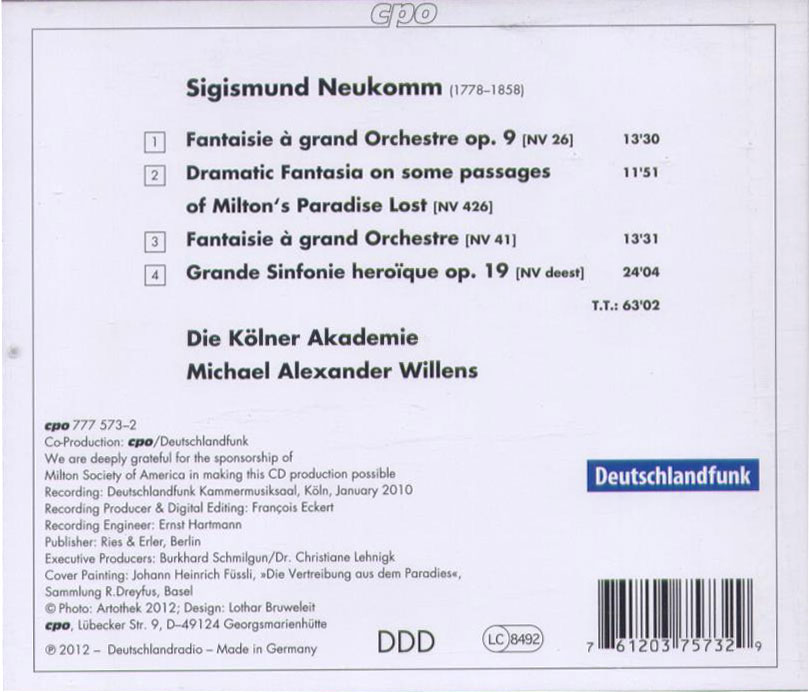 cpo
Sigismund Neukomm (1778–1858)
1 Fantaisie à grand Orchestre op. 9 [NV 26] 13'30
2 Dramatic Fantasia on some passages 11'51
of Milton's Paradise Lost [NV 426]
3 Fantaisie à grand Orchestre [NV 41] 13'31
4 Grande Sinfonie heroïque op. 19 [NV deest] 24'04
T.T.: 63'02
Die Kölner Akademie
Michael Alexander Willens
cpo 777 573–2
Co-Production: cpo/Deutschlandfunk
We are deeply grateful for the sponsorship of
Milton Society of America in making this CD production possible
Recording: Deutschlandfunk Kammermusiksaal, Köln, January 2010
Recording Producer & Digital Editing: François Eckert
Recording Engineer: Ernst Hartmann
Publisher: Ries & Erler, Berlin
Executive Producers: Burkhard Schmilgun/Dr. Christiane Lehnigk
Cover Painting: Johann Heinrich Füssli, »Die Vertreibung aus dem Paradies«,
Sammlung R.Dreyfus, Basel
© Photo: Artothek 2012; Design: Lothar Bruweleit
cpo, Lübecker Str. 9, D–49124 Georgsmarienhütte
℗ 2012 – Deutschlandradio – Made in Germany
Deutschlandfunk
DDD
LC 8492
7 61203 75732 9